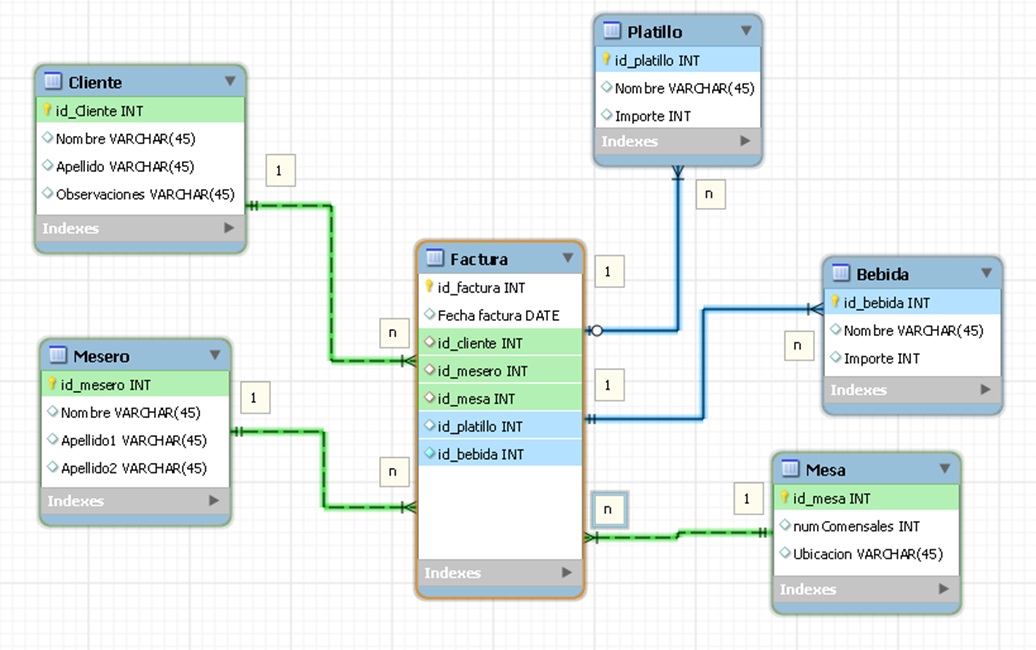 Platillo
id_platillo INT
Nombre VARCHAR(45)
Importe INT
Indexes
Cliente
id_Cliente INT
Nombre VARCHAR(45)
Apellido VARCHAR(45)
Observaciones VARCHAR(45)
Indexes
1
n
Factura
id_factura INT
Fecha factura DATE
id_cliente INT
id_mesero INT
id_mesa INT
id_platillo INT
id_bebida INT
Indexes
1
n
1
n
Bebida
id_bebida INT
Nombre VARCHAR(45)
Importe INT
Indexes
Mesero
id_mesero INT
Nombre VARCHAR(45)
Apellido1 VARCHAR(45)
Apellido2 VARCHAR(45)
Indexes
1
n
n
1
Mesa
id_mesa INT
numComensales INT
Ubicacion VARCHAR(45)
Indexes